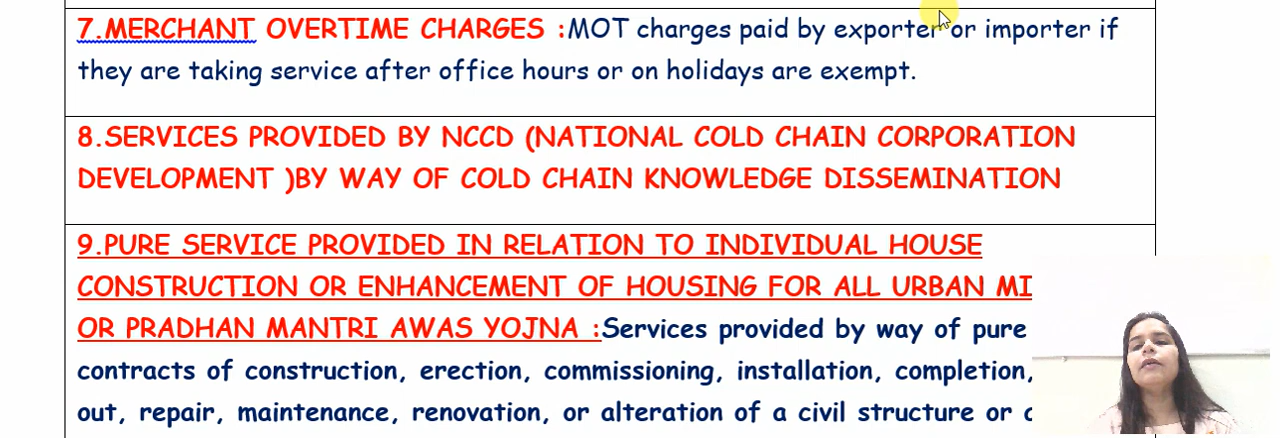 7.MERCHANT OVERTIME CHARGES :MOT charges paid by exporter or importer if
they are taking service after office hours or on holidays are exempt.
8.SERVICES PROVIDED BY NCCD (NATIONAL COLD CHAIN CORPORATION
DEVELOPMENT )BY WAY OF COLD CHAIN KNOWLEDGE DISSEMINATION
9.PURE SERVICE PROVIDED IN RELATION TO INDIVIDUAL HOUSE
CONSTRUCTION OR ENHANCEMENT OF HOUSING FOR ALL URBAN
OR PRADHAN MANTRI AWAS YOJNA :Services provided by way of pure
contracts of construction, erection, commissioning, installation, completion,
out, repair, maintenance, renovation, or alteration of a civil structure or